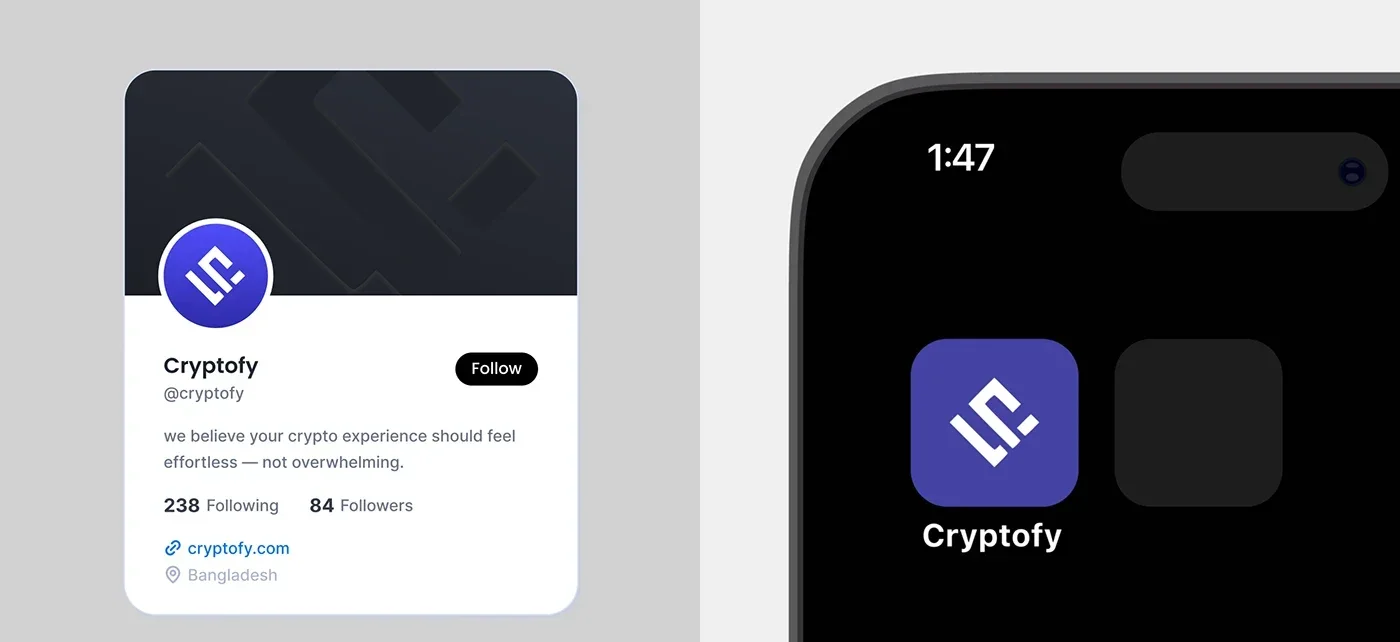 Cryptofy
Follow
@cryptofy
we believe your crypto experience should feel
effortless — not overwhelming.
238 Following 84 Followers
cryptofy.com
Bangladesh
1:47
Cryptofy